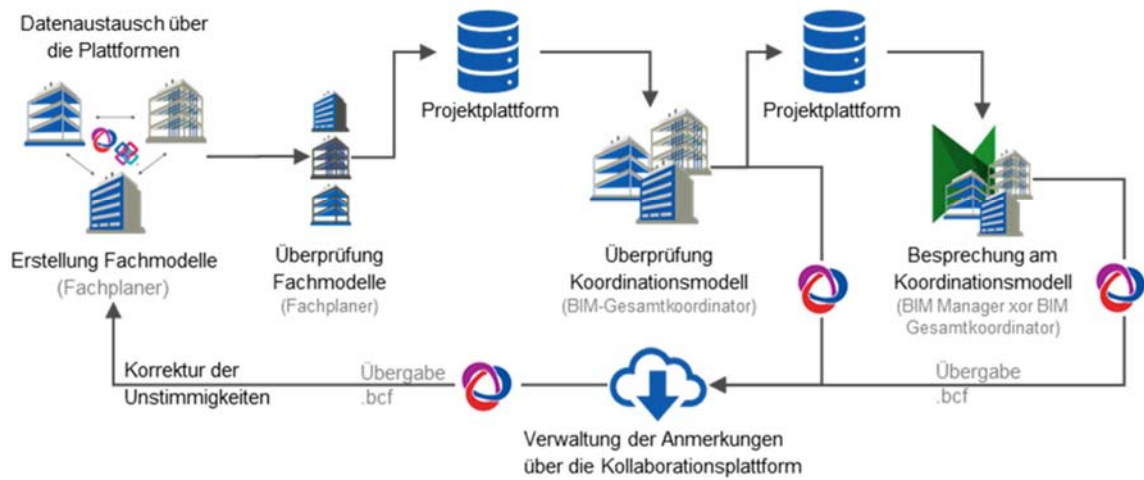 Datenaustausch über
die Plattformen
Projektplattform
Projektplattform
Erstellung Fachmodelle
(Fachplaner)
Überprüfung
Fachmodelle
(Fachplaner)
Überprüfung
Koordinationsmodell
(BIM-Gesamtkoordinator)
Besprechung am
Koordinationsmodell
(BIM Manager xor BIM
Gesamtkoordinator)
Korrektur der
Unstimmigkeiten
Übergabe
.bcf
Übergabe
.bcf
Verwaltung der Anmerkungen
über die Kollaborationsplattform